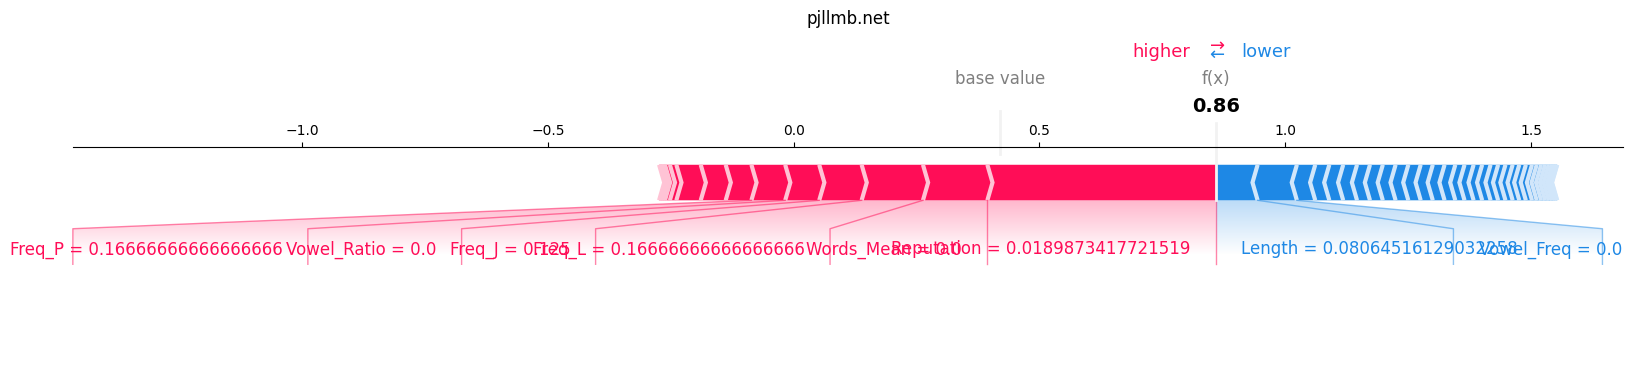 pjllmb.net
higher → ← lower
base value f(x)
0.86
−1.0 −0.5 0.0 0.5 1.0 1.5
Freq_P = 0.16666666666666666 Vowel_Ratio = 0.0 Freq_J = 0.125 Freq_L = 0.16666666666666666 Words_Mean = 0.0 Reputation = 0.0189873417721519 Length = 0.08064516129032258 Vowel_Freq = 0.0